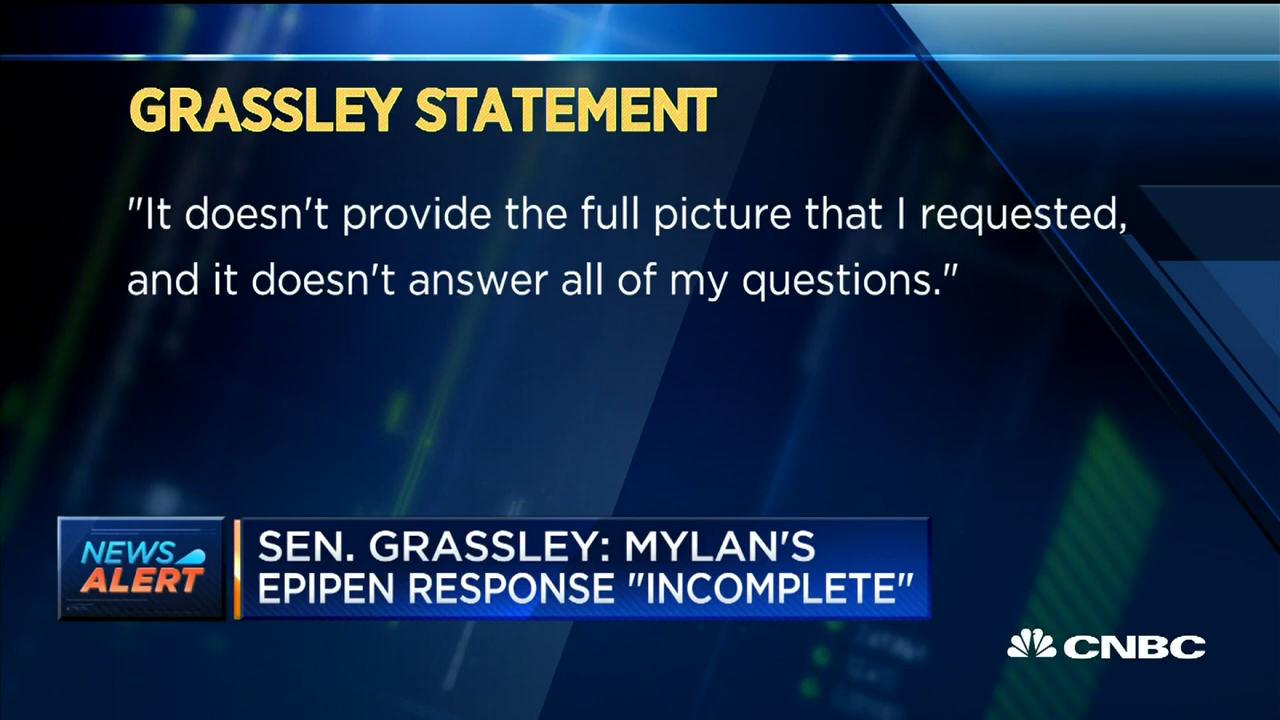 GRASSLEY STATEMENT
"It doesn't provide the full picture that I requested,
and it doesn't answer all of my questions."
NEWS
ALERT
SEN. GRASSLEY: MYLAN'S
EPIPEN RESPONSE "INCOMPLETE"
CNBC